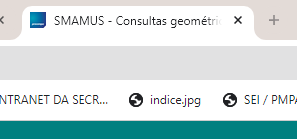 SMAMUS - Consultas geométri
NTRANET DA SECR... indice.jpg SEI / PMPA